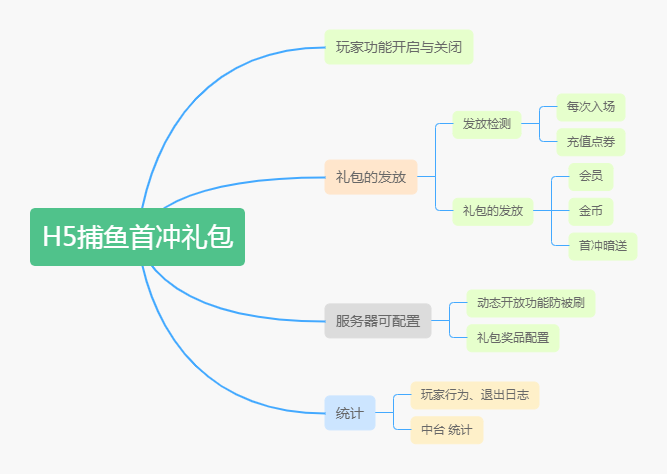 H5捕鱼首冲礼包
玩家功能开启与关闭
礼包的发放
发放检测
每次入场
充值点券
礼包的发放
会员
金币
首冲暗送
服务器可配置
动态开放功能防被刷
礼包奖品配置
统计
玩家行为、退出日志
中台 统计